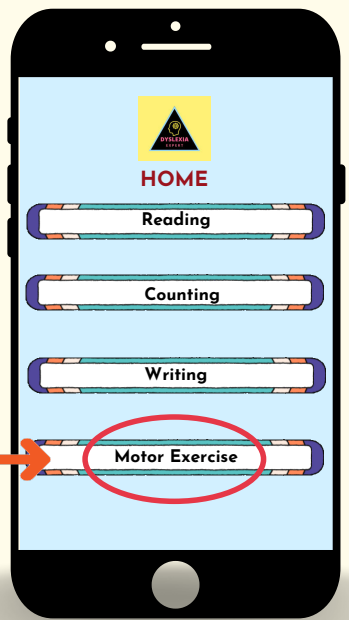 DYSLEXIA
EXPERT
HOME
Reading
Counting
Writing
Motor Exercise